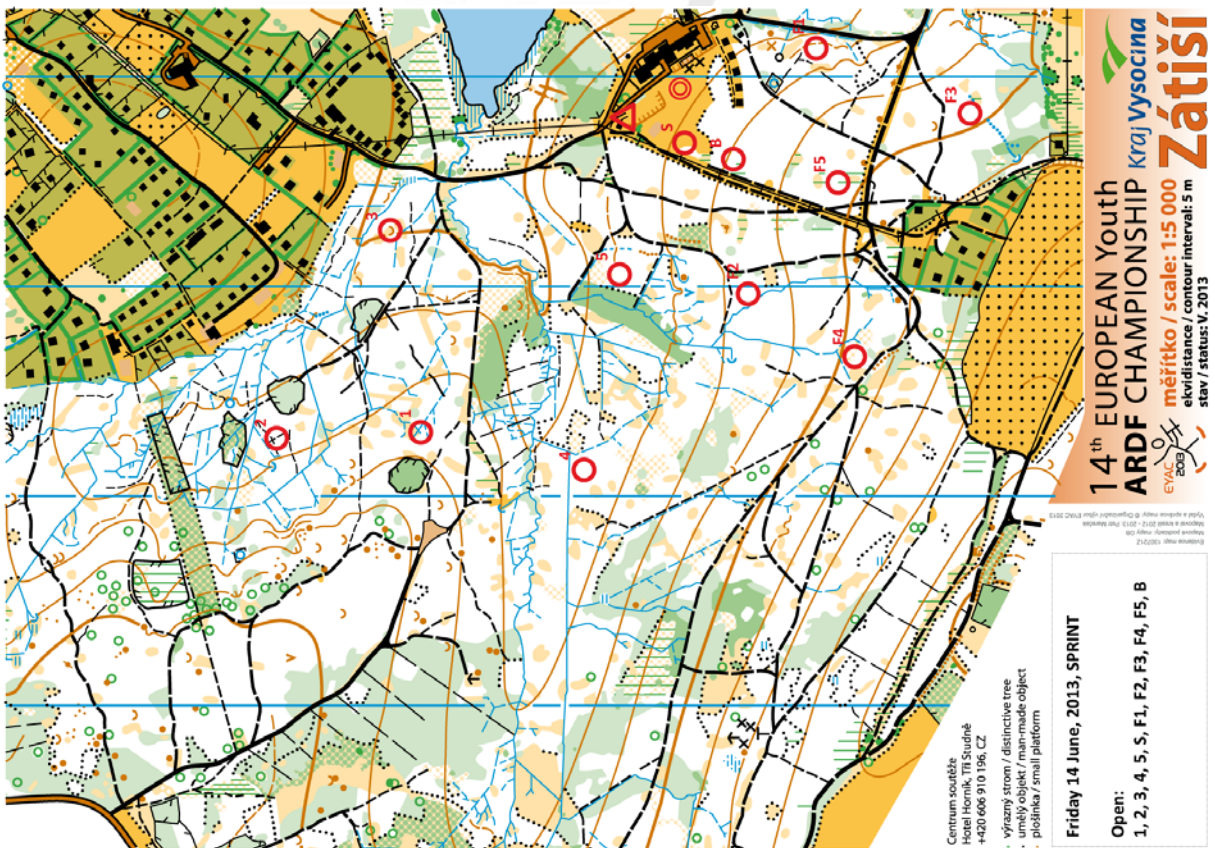 14th EUROPEAN Youth
ARDF CHAMPIONSHIP
Kraj Vysočina
Zátiší
měřítko / scale: 1:5 000
ekvidistance / contour interval: 5 m
stav / status: V. 2013
EYAC
2013
Friday 14 June, 2013, SPRINT
Open:
1, 2, 3, 4, 5, S, F1, F2, F3, F4, F5, B
Centrum soutěže
Hotel Horník, Tři Studně
+420 606 910 196, CZ
výrazný strom / distinctive tree
umělý objekt / man-made object
plošinka / small platform
1
2
3
4
5
S
B
F1
F2
F3
F4
F5